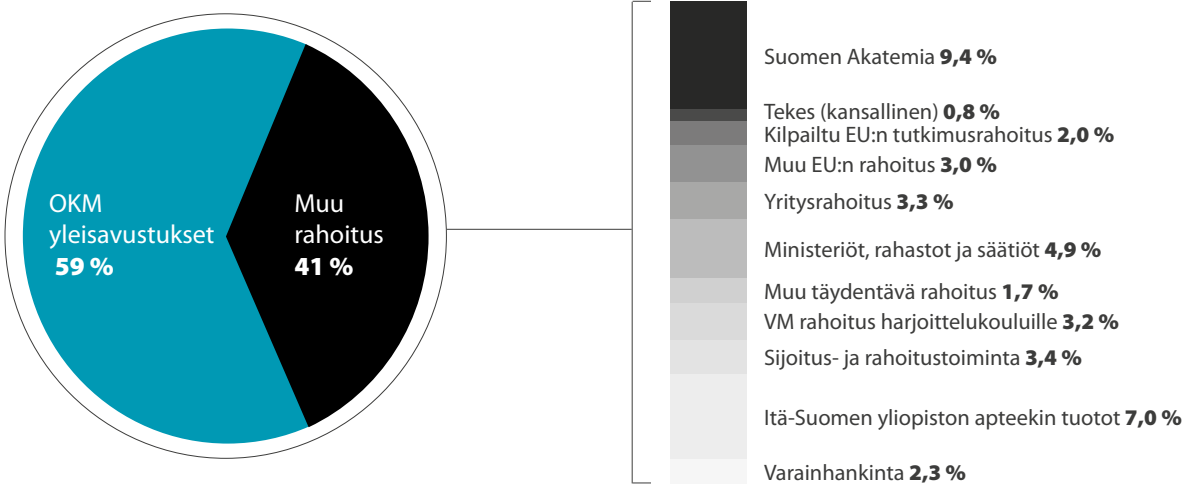 OKM
yleisavustukset
59 %
Muu
rahoitus
41 %
Suomen Akatemia 9,4 %
Tekes (kansallinen) 0,8 %
Kilpailtu EU:n tutkimusrahoitus 2,0 %
Muu EU:n rahoitus 3,0 %
Yritysrahoitus 3,3 %
Ministeriöt, rahastot ja säätiöt 4,9 %
Muu täydentävä rahoitus 1,7 %
VM rahoitus harjoittelukouluille 3,2 %
Sijoitus- ja rahoitustoiminta 3,4 %
Itä-Suomen yliopiston apteekin tuotot 7,0 %
Varainhankinta 2,3 %